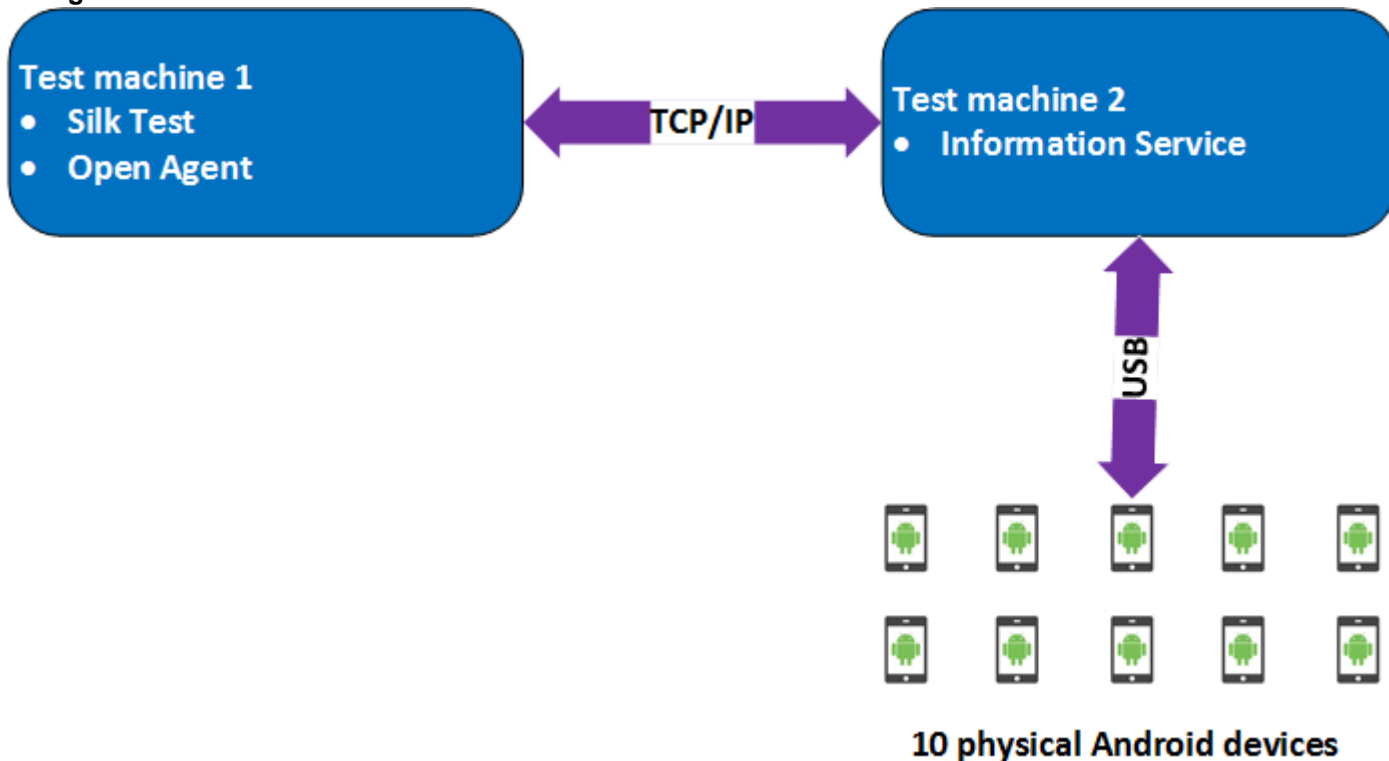 Test machine 1
• Silk Test
• Open Agent
TCP/IP
Test machine 2
• Information Service
USB
10 physical Android devices